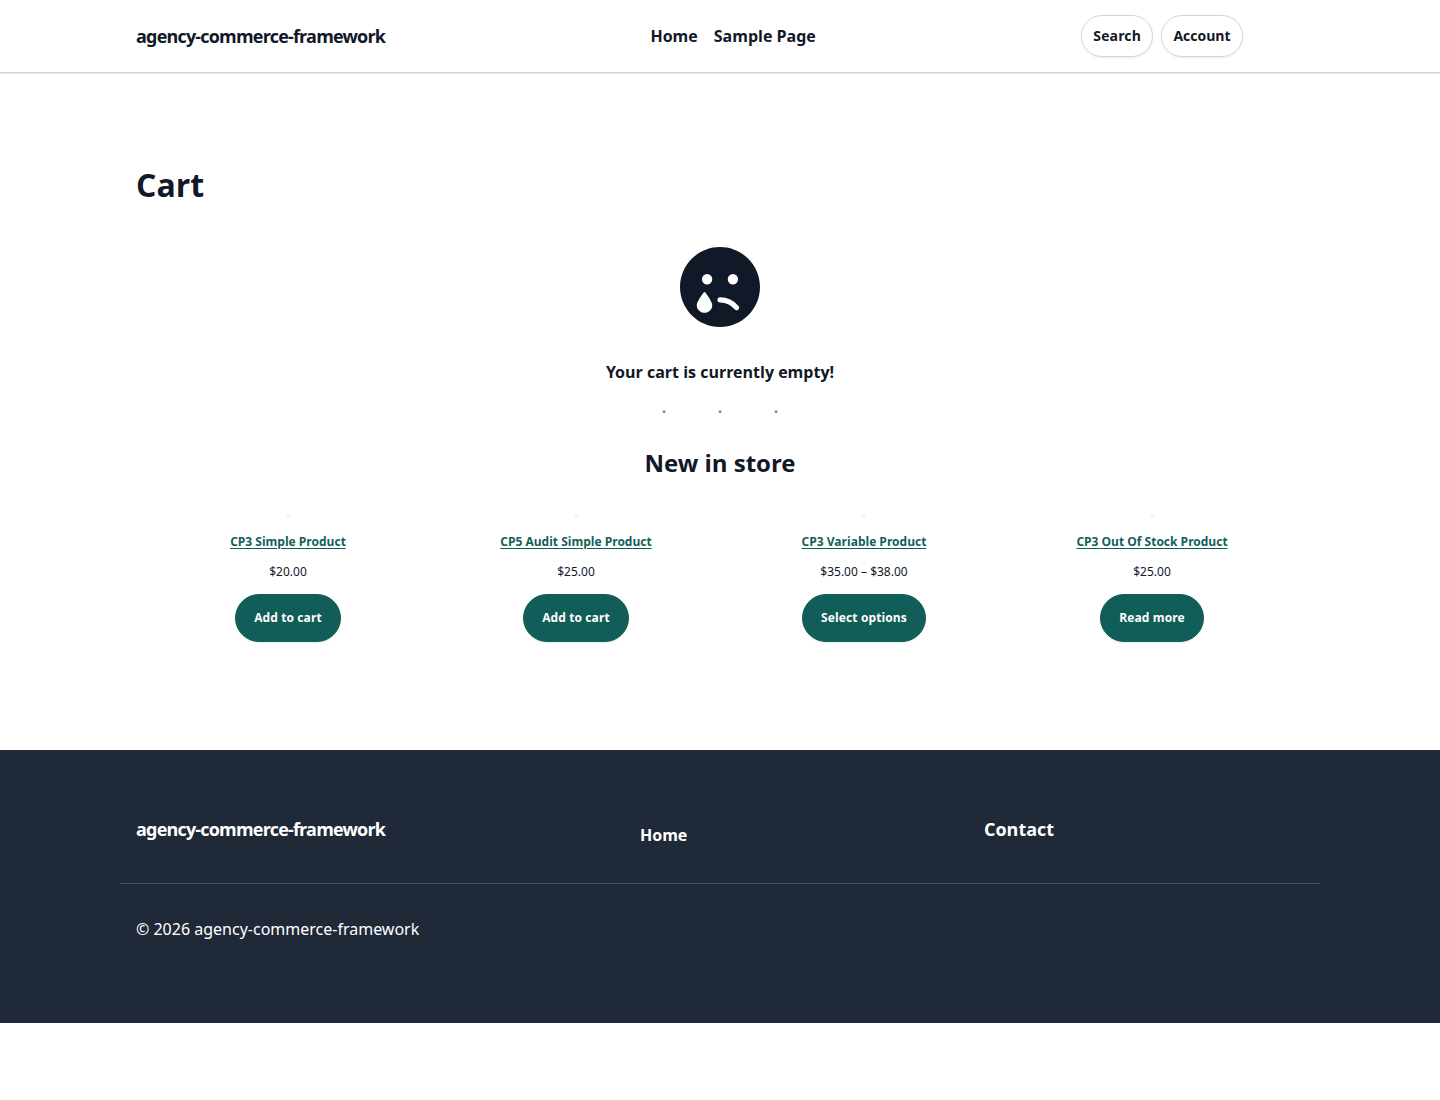 agency-commerce-framework
Home Sample Page
Search Account
Cart
Your cart is currently empty!
New in store
CP3 Simple Product
$20.00
Add to cart
CP5 Audit Simple Product
$25.00
Add to cart
CP3 Variable Product
$35.00 – $38.00
Select options
CP3 Out Of Stock Product
$25.00
Read more
agency-commerce-framework
Home
Contact
© 2026 agency-commerce-framework